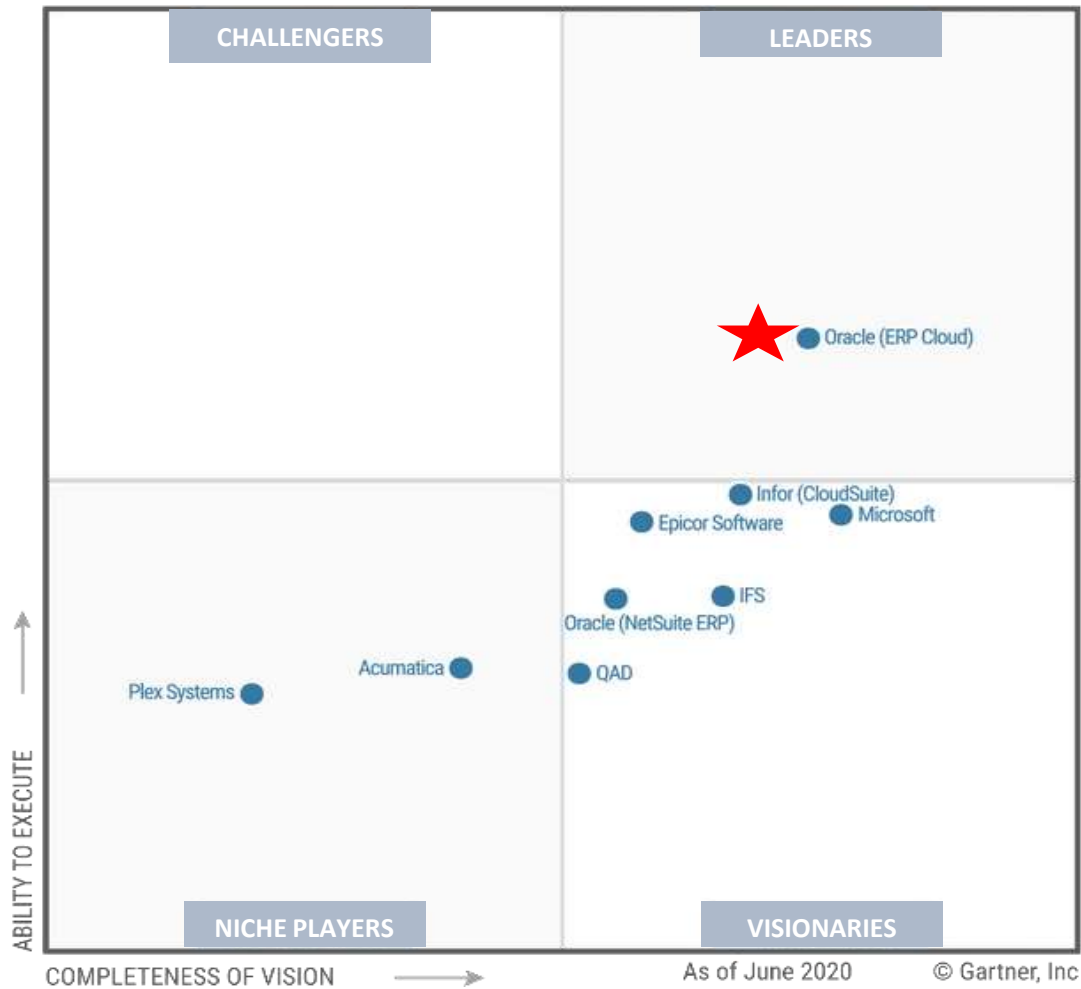 CHALLENGERS
LEADERS
Oracle (ERP Cloud)
Infor (CloudSuite)
Microsoft
Epicor Software
IFS
Oracle (NetSuite ERP)
Acumatica
QAD
Plex Systems
ABILITY TO EXECUTE
NICHE PLAYERS
VISIONARIES
COMPLETENESS OF VISION
As of June 2020
© Gartner, Inc